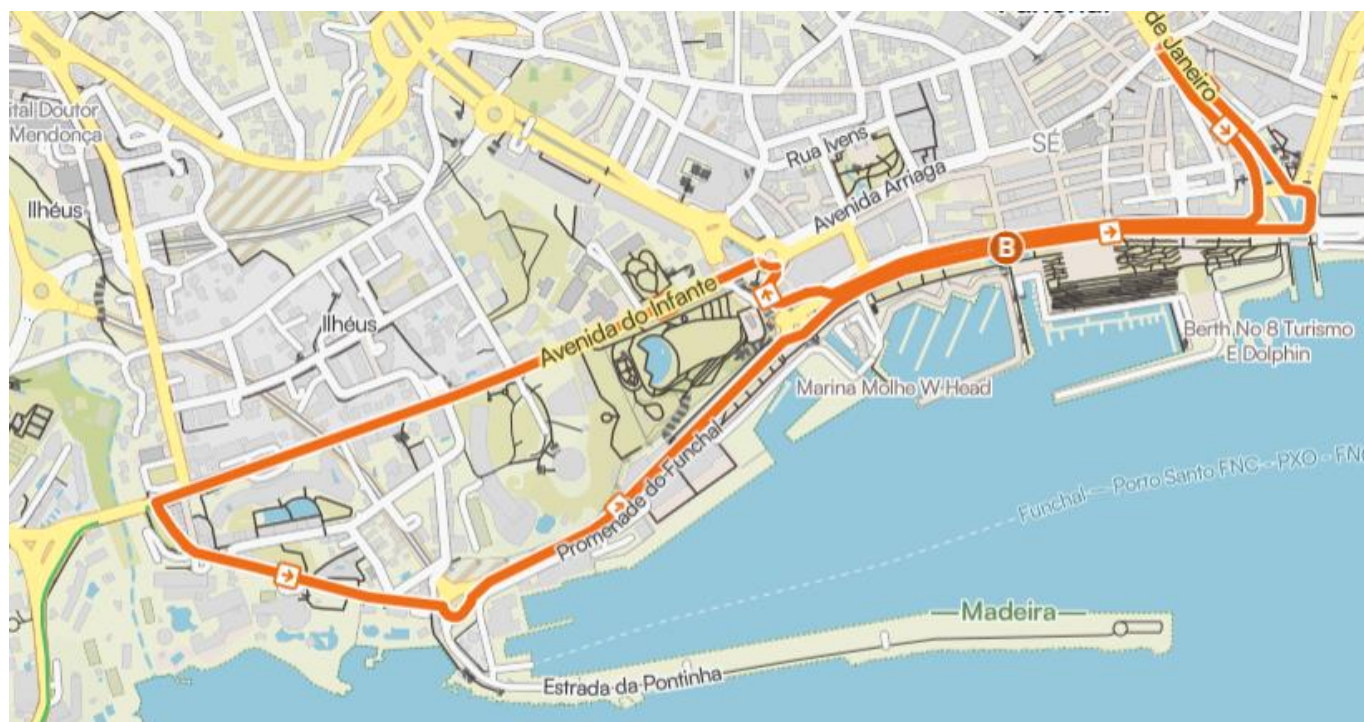 de Janeiro
ital Doutor
Mendonça
Rua Ivens
SÉ
Avenida Arriaga
Ilhéus
B
Avenida do Infante
Ilhéus
Berth No 8 Turismo
E Dolphin
Marina Molhe W Head
Promenade do Funchal
Funchal — Porto Santo FNC - PXO - FN
Madeira
Estrada da Pontinha